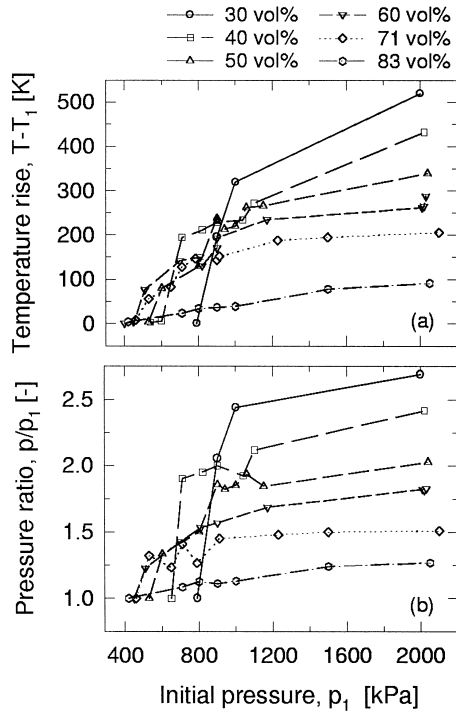 30 vol% 60 vol%
40 vol% 71 vol%
50 vol% 83 vol%
Temperature rise, T-T₁ [K]
500
400
300
200
100
0
(a)
Pressure ratio, p/p₁ [-]
2.5
2.0
1.5
1.0
(b)
400 800 1200 1600 2000
Initial pressure, p₁ [kPa]